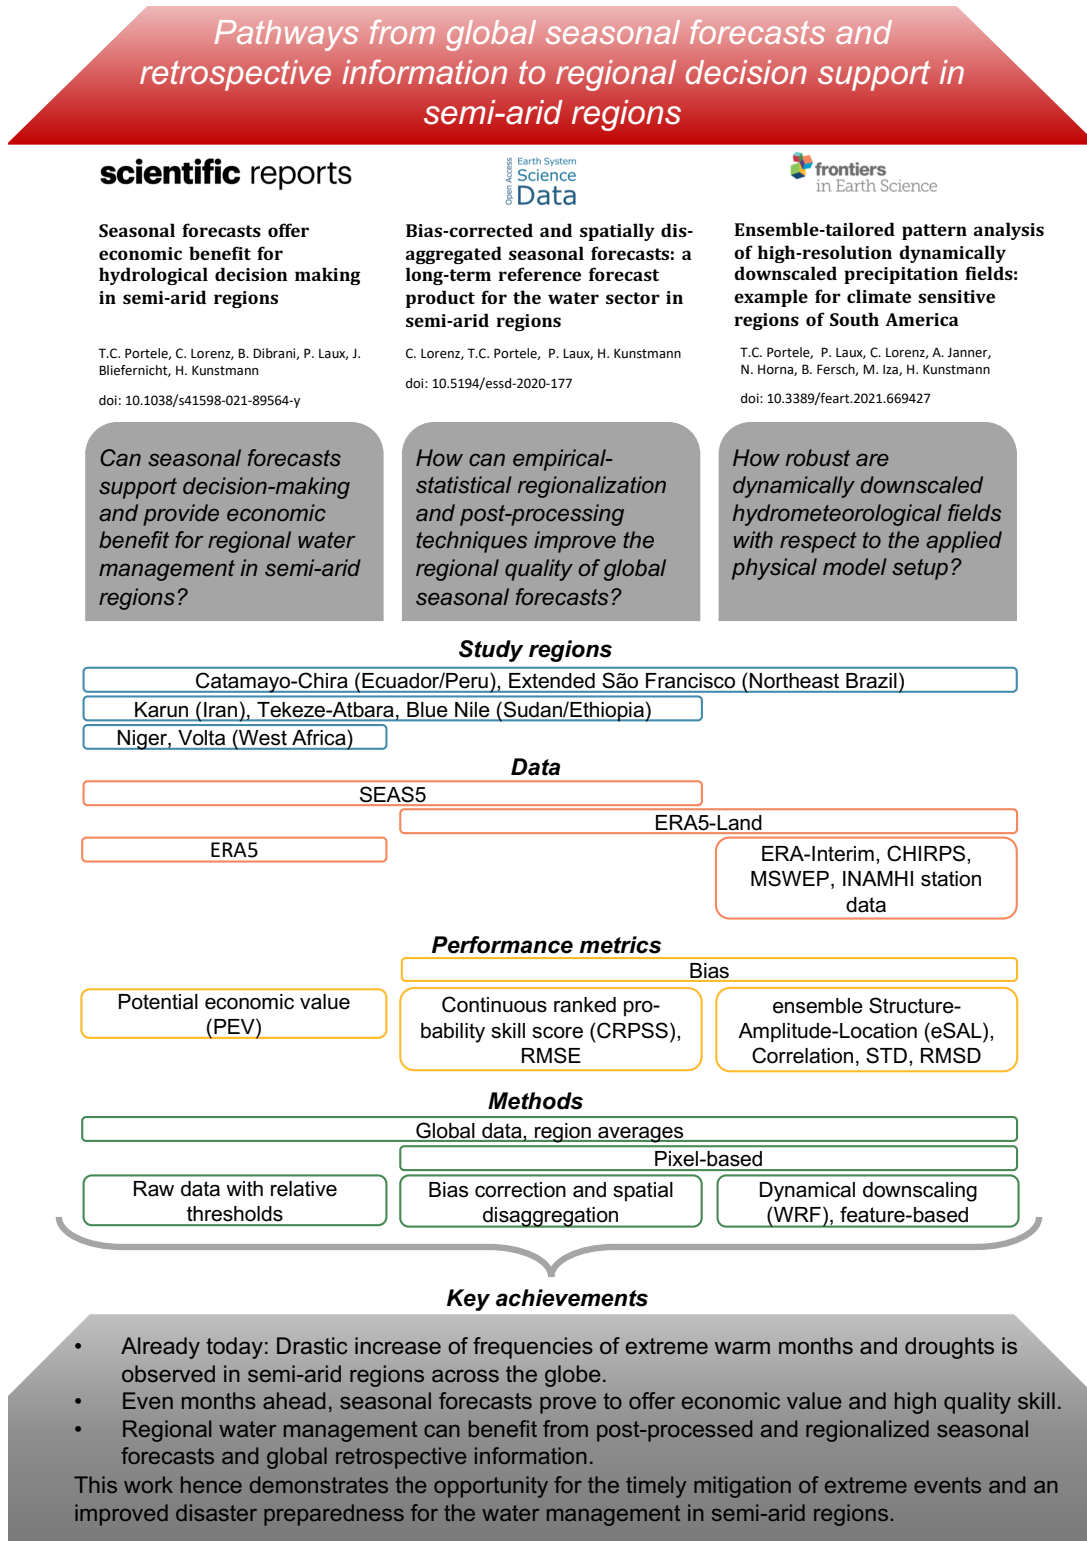 Pathways from global seasonal forecasts and
retrospective information to regional decision support in
semi-arid regions
scientific reports
Open Access
Earth System
Science
Data
frontiers
in Earth Science
Seasonal forecasts offer
economic benefit for
hydrological decision making
in semi-arid regions
T.C. Portele, C. Lorenz, B. Dibrani, P. Laux, J.
Bliefernicht, H. Kunstmann
doi: 10.1038/s41598-021-89564-y
Bias-corrected and spatially dis-
aggregated seasonal forecasts: a
long-term reference forecast
product for the water sector in
semi-arid regions
C. Lorenz, T.C. Portele, P. Laux, H. Kunstmann
doi: 10.5194/essd-2020-177
Ensemble-tailored pattern analysis
of high-resolution dynamically
downscaled precipitation fields:
example for climate sensitive
regions of South America
T.C. Portele, P. Laux, C. Lorenz, A. Janner,
N. Horna, B. Fersch, M. Iza, H. Kunstmann
doi: 10.3389/feart.2021.669427
Can seasonal forecasts
support decision-making
and provide economic
benefit for regional water
management in semi-arid
regions?
How can empirical-
statistical regionalization
and post-processing
techniques improve the
regional quality of global
seasonal forecasts?
How robust are
dynamically downscaled
hydrometeorological fields
with respect to the applied
physical model setup?
Study regions
Catamayo-Chira (Ecuador/Peru), Extended São Francisco (Northeast Brazil)
Karun (Iran), Tekeze-Atbara, Blue Nile (Sudan/Ethiopia)
Niger, Volta (West Africa)
Data
SEAS5
ERA5-Land
ERA5
ERA-Interim, CHIRPS,
MSWEP, INAMHI station
data
Performance metrics
Bias
Potential economic value
(PEV)
Continuous ranked pro-
bability skill score (CRPSS),
RMSE
ensemble Structure-
Amplitude-Location (eSAL),
Correlation, STD, RMSD
Methods
Global data, region averages
Pixel-based
Raw data with relative
thresholds
Bias correction and spatial
disaggregation
Dynamical downscaling
(WRF), feature-based
Key achievements
• Already today: Drastic increase of frequencies of extreme warm months and droughts is
observed in semi-arid regions across the globe.
• Even months ahead, seasonal forecasts prove to offer economic value and high quality skill.
• Regional water management can benefit from post-processed and regionalized seasonal
forecasts and global retrospective information.
This work hence demonstrates the opportunity for the timely mitigation of extreme events and an
improved disaster preparedness for the water management in semi-arid regions.